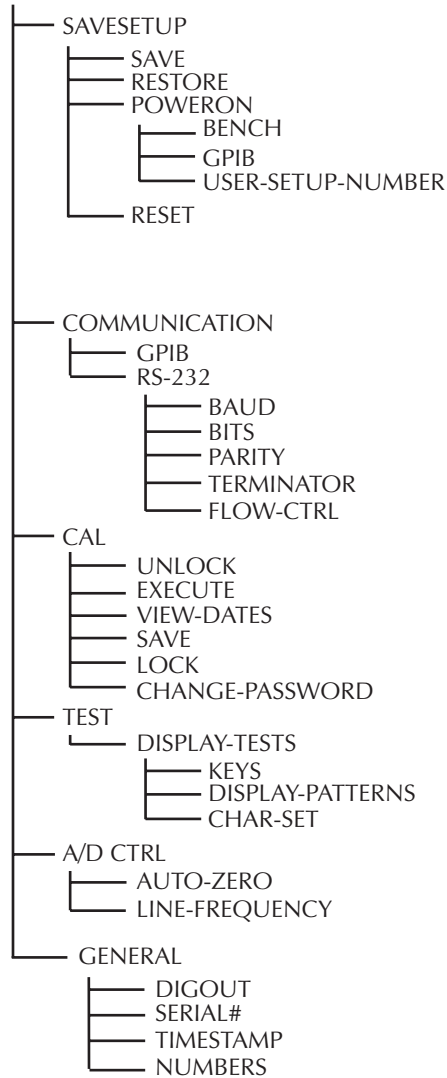 SAVESETUP
SAVE
RESTORE
POWERON
BENCH
GPIB
USER-SETUP-NUMBER
RESET
COMMUNICATION
GPIB
RS-232
BAUD
BITS
PARITY
TERMINATOR
FLOW-CTRL
CAL
UNLOCK
EXECUTE
VIEW-DATES
SAVE
LOCK
CHANGE-PASSWORD
TEST
DISPLAY-TESTS
KEYS
DISPLAY-PATTERNS
CHAR-SET
A/D CTRL
AUTO-ZERO
LINE-FREQUENCY
GENERAL
DIGOUT
SERIAL#
TIMESTAMP
NUMBERS